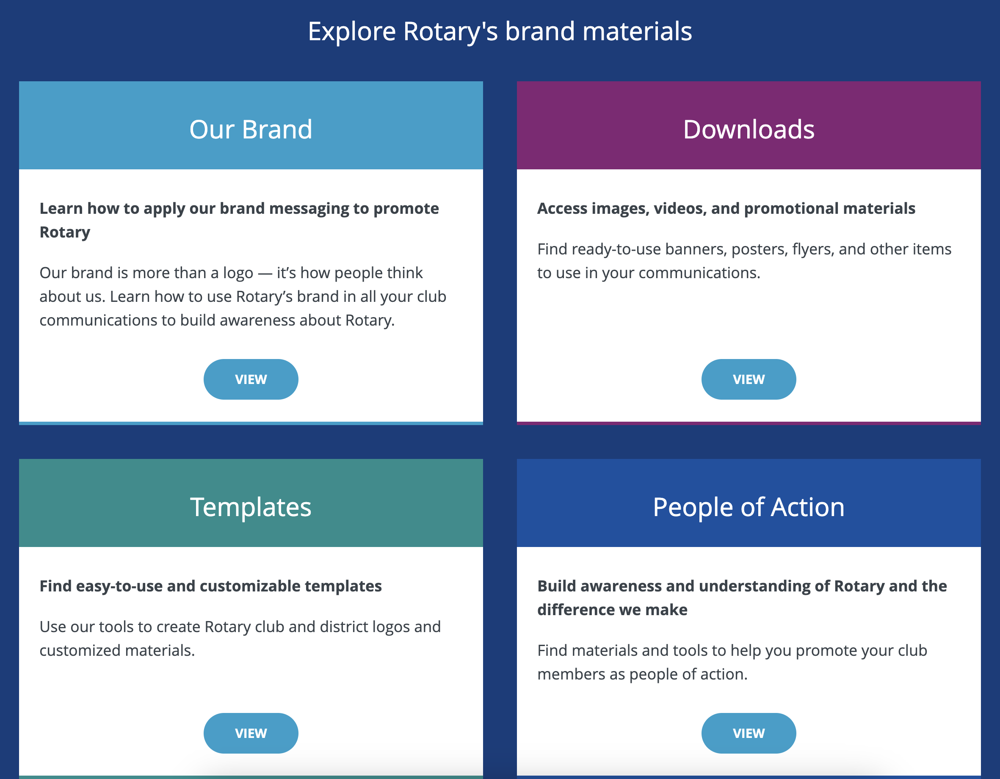 Explore Rotary's brand materials
Our Brand
Learn how to apply our brand messaging to promote
Rotary
Our brand is more than a logo — it’s how people think
about us. Learn how to use Rotary’s brand in all your club
communications to build awareness about Rotary.
VIEW
Downloads
Access images, videos, and promotional materials
Find ready-to-use banners, posters, flyers, and other items
to use in your communications.
VIEW
Templates
Find easy-to-use and customizable templates
Use our tools to create Rotary club and district logos and
customized materials.
VIEW
People of Action
Build awareness and understanding of Rotary and the
difference we make
Find materials and tools to help you promote your club
members as people of action.
VIEW